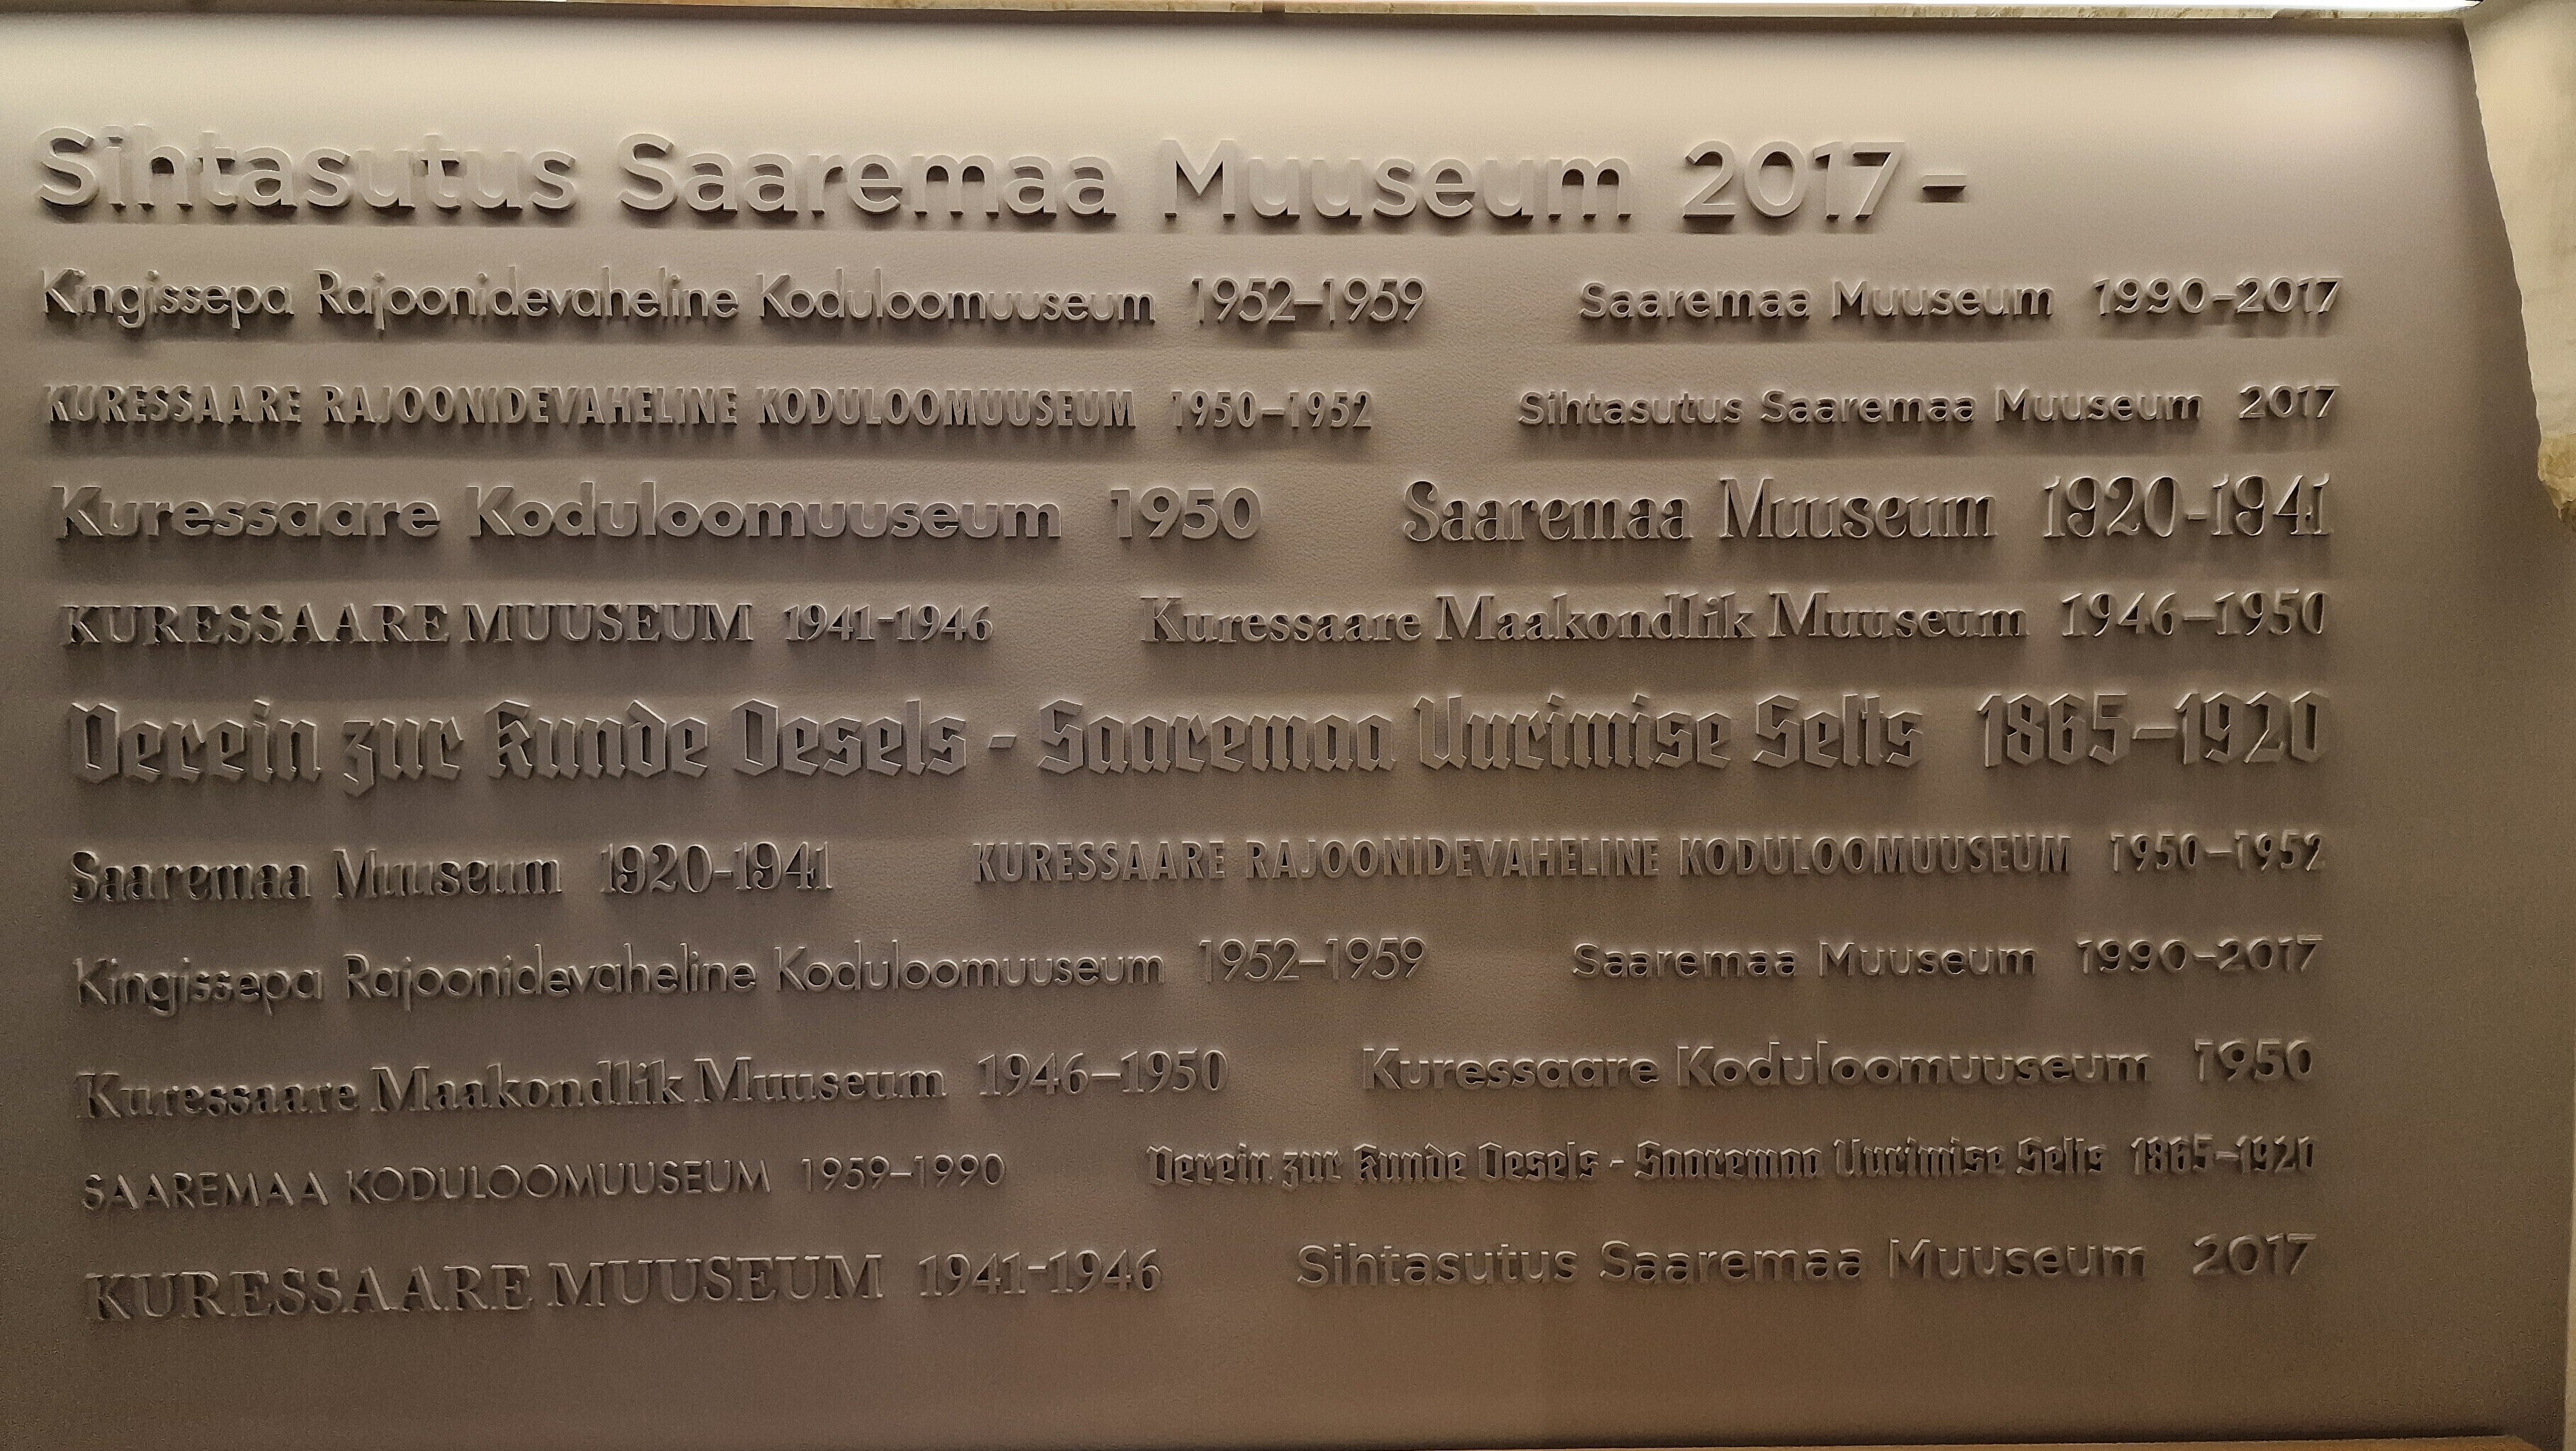 Sihtasutus Saaremaa Muuseum 2017-
Kingissepa Rajoonidevaheline Koduloomuuseum 1952–1959 Saaremaa Muuseum 1990–2017
KURESSAARE RAJOONIDEVAHELINE KODULOOMUUSEUM 1950–1952 Sihtasutus Saaremaa Muuseum 2017
Kuressaare Koduloomuuseum 1950 Saaremaa Muuseum 1920-1941
KURESSAARE MUUSEUM 1941-1946 Kuressaare Maakondlik Muuseum 1946–1950
Verein zur Kunde Oesels - Saaremaa Uurimise Selts 1865–1920
Saaremaa Muuseum 1920-1941 KURESSAARE RAJOONIDEVAHELINE KODULOOMUUSEUM 1950–1952
Kingissepa Rajoonidevaheline Koduloomuuseum 1952–1959 Saaremaa Muuseum 1990–2017
Kuressaare Maakondlik Muuseum 1946–1950 Kuressaare Koduloomuuseum 1950
SAAREMAA KODULOOMUUSEUM 1959–1990 Verein zur Kunde Oesels - Saaremaa Uurimise Selts 1865–1920
KURESSAARE MUUSEUM 1941-1946 Sihtasutus Saaremaa Muuseum 2017